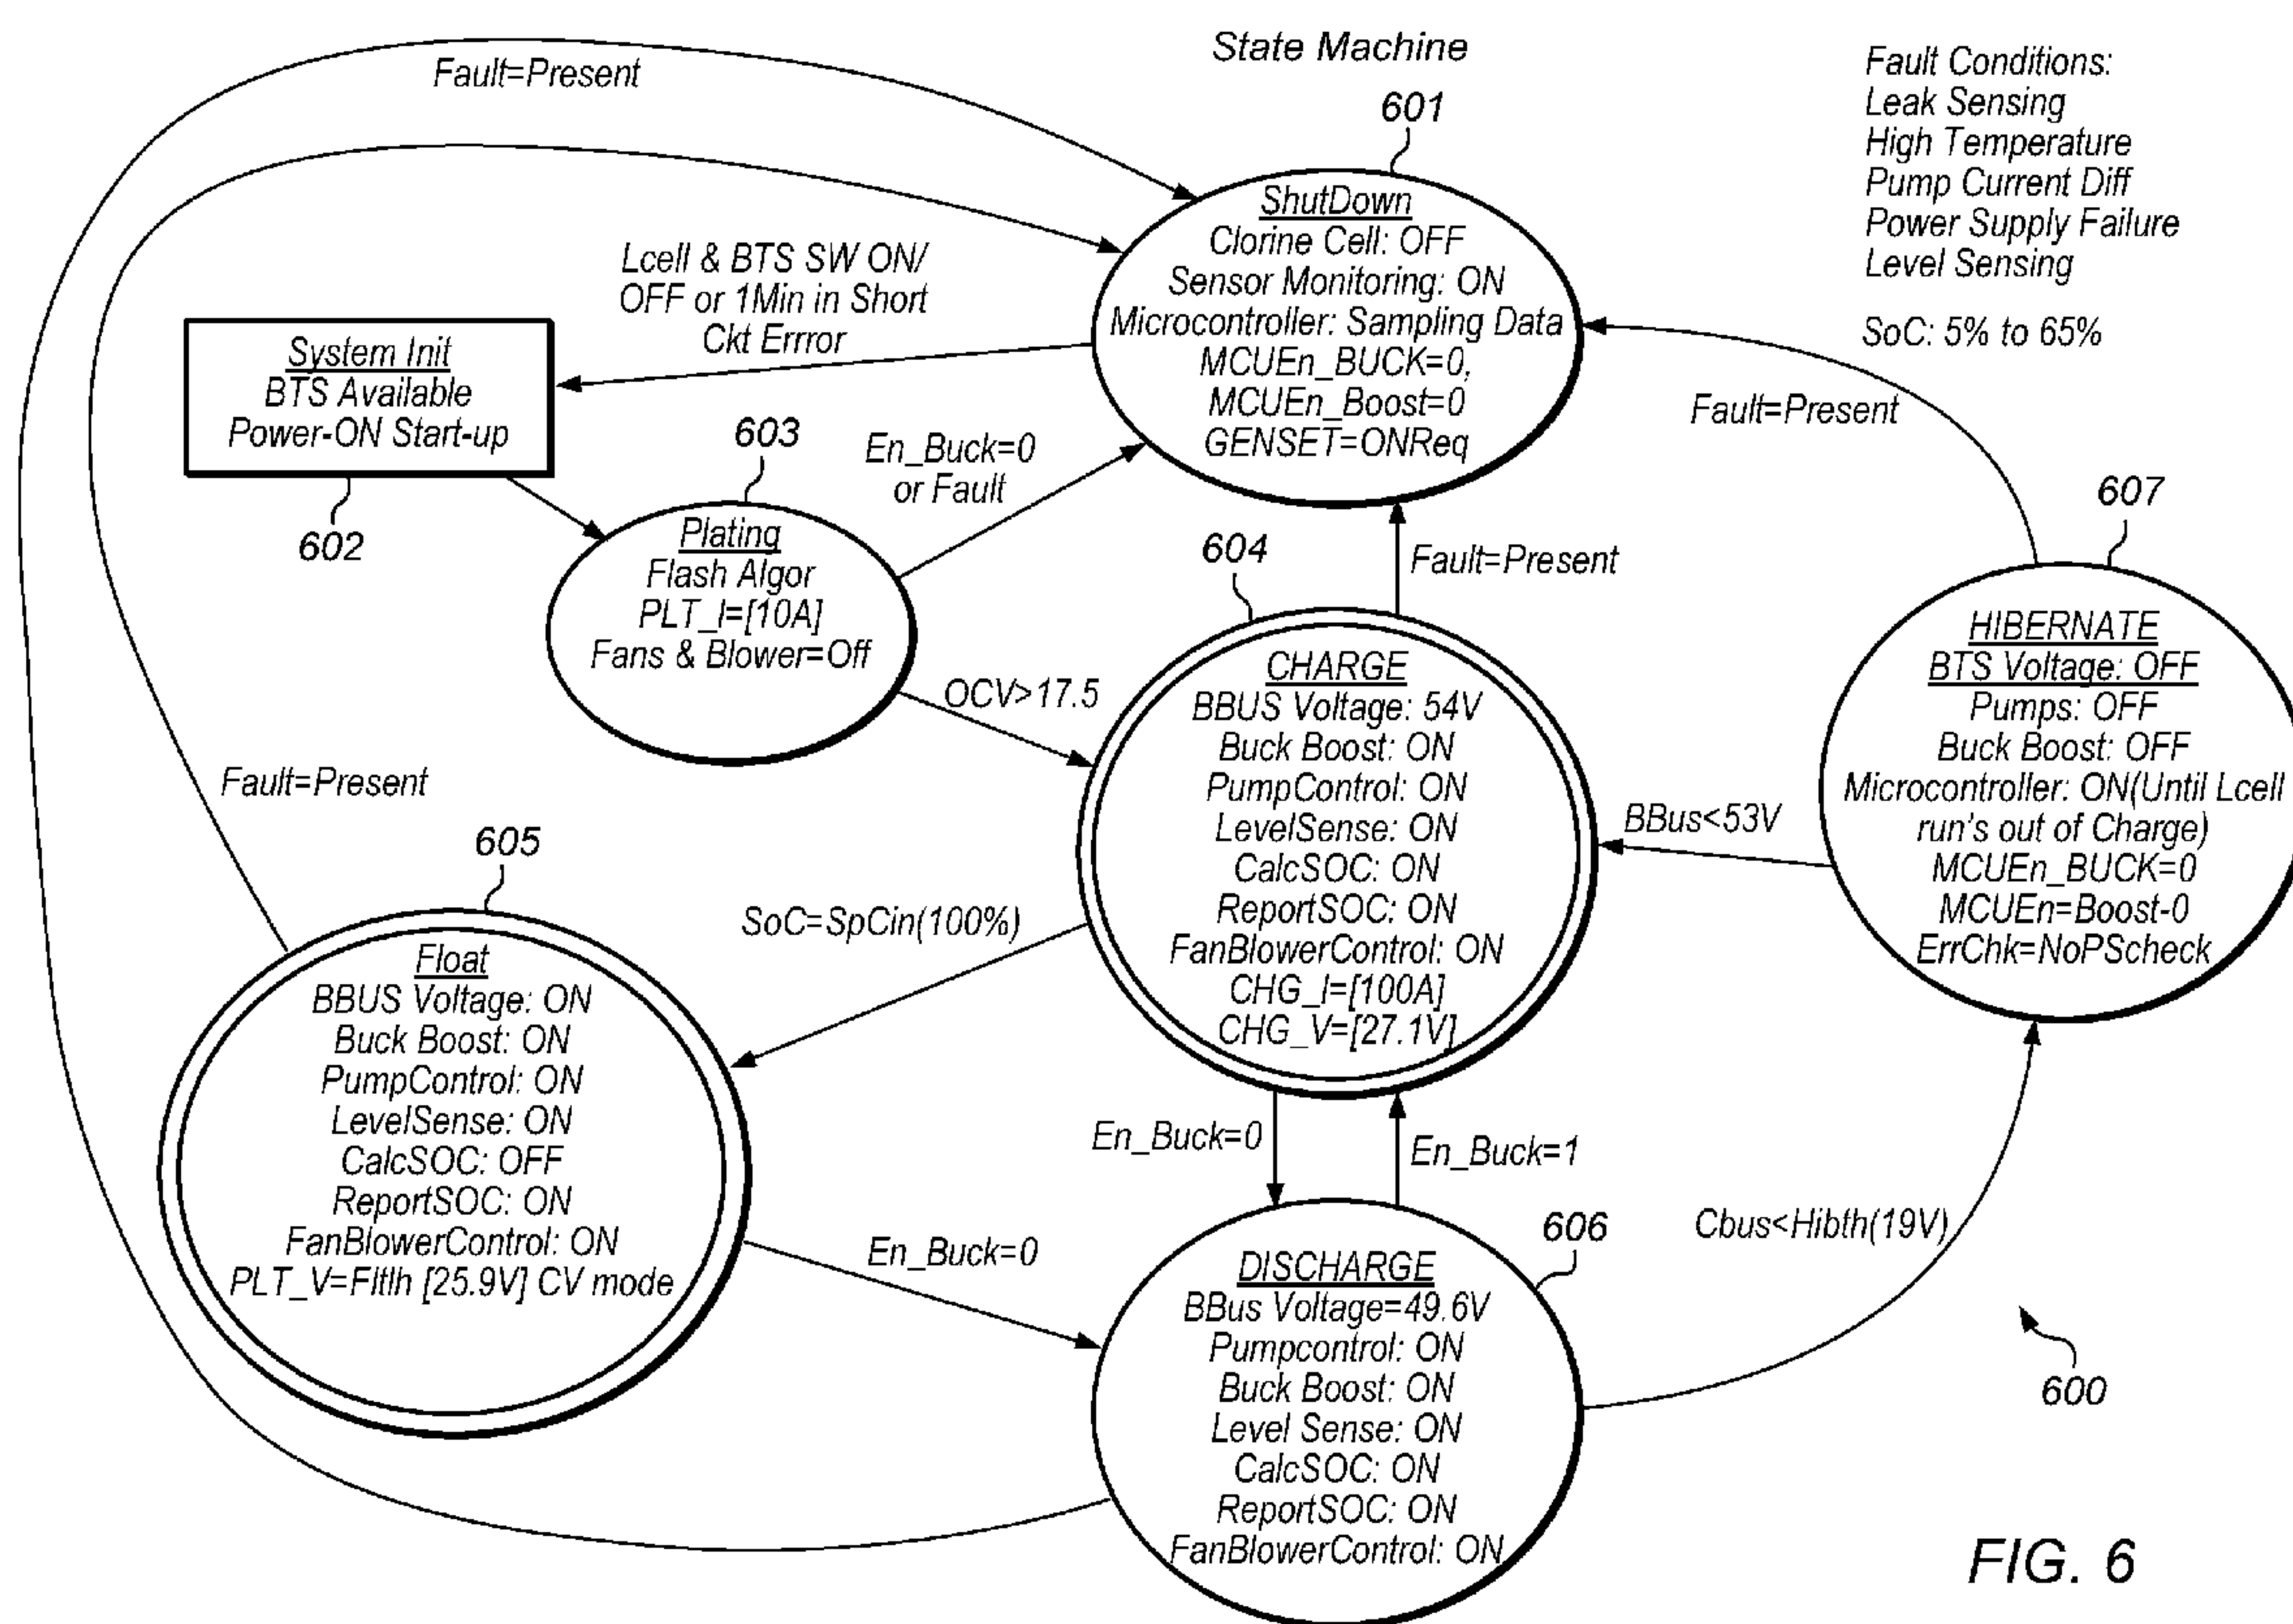 State Machine
Fault=Present
601
Fault Conditions:
Leak Sensing
High Temperature
Pump Current Diff
Power Supply Failure
Level Sensing
SoC: 5% to 65%
ShutDown
Clorine Cell: OFF
Sensor Monitoring: ON
Microcontroller: Sampling Data
MCUEn_BUCK=0,
MCUEn_Boost=0
GENSET=ONReq
Lcell & BTS SW ON/
OFF or 1Min in Short
Ckt Errror
System Init
BTS Available
Power-ON Start-up
602
603
En_Buck=0
or Fault
Plating
Flash Algor
PLT_I=[10A]
Fans & Blower=Off
OCV>17.5
Fault=Present
604
Fault=Present
607
CHARGE
BBUS Voltage: 54V
Buck Boost: ON
PumpControl: ON
LevelSense: ON
CalcSOC: ON
ReportSOC: ON
FanBlowerControl: ON
CHG_I=[100A]
CHG_V=[27.1V]
HIBERNATE
BTS Voltage: OFF
Pumps: OFF
Buck Boost: OFF
Microcontroller: ON(Until Lcell
run's out of Charge)
MCUEn_BUCK=0
MCUEn=Boost-0
ErrChk=NoPScheck
BBus<53V
Fault=Present
605
SoC=SpCin(100%)
Float
BBUS Voltage: ON
Buck Boost: ON
PumpControl: ON
LevelSense: ON
CalcSOC: OFF
ReportSOC: ON
FanBlowerControl: ON
PLT_V=Fltlh [25.9V] CV mode
En_Buck=0
En_Buck=1
En_Buck=0
606
Cbus<Hibth(19V)
DISCHARGE
BBus Voltage=49.6V
Pumpcontrol: ON
Buck Boost: ON
Level Sense: ON
CalcSOC: ON
ReportSOC: ON
FanBlowerControl: ON
600
FIG. 6